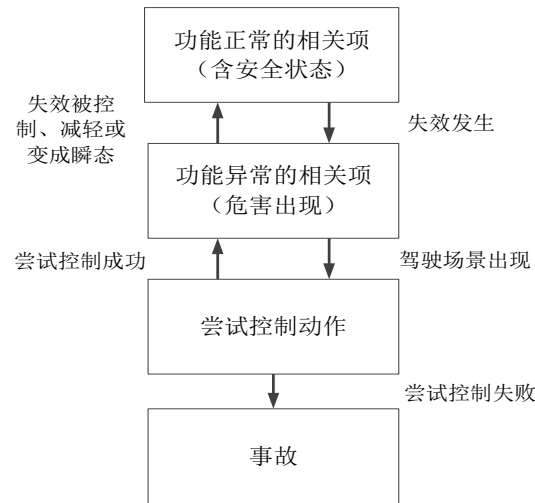 功能正常的相关项
（含安全状态）
失效被控
制、减轻或
变成瞬态
失效发生
功能异常的相关项
（危害出现）
尝试控制成功
驾驶场景出现
尝试控制动作
尝试控制失败
事故